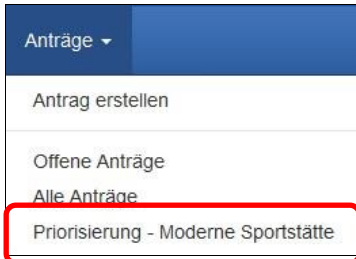 Anträge
Antrag erstellen
Offene Anträge
Alle Anträge
Priorisierung - Moderne Sportstätte